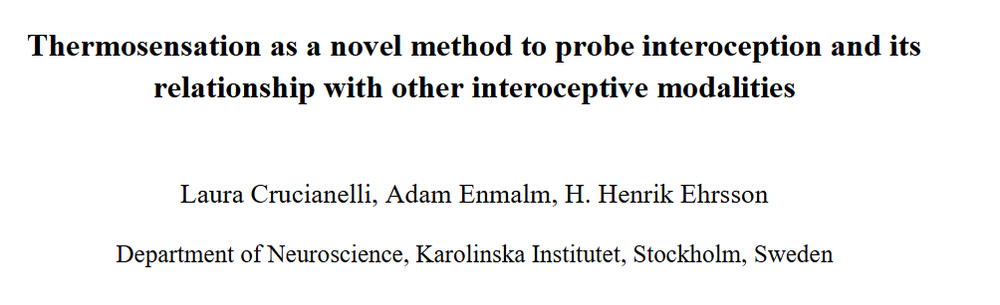 Thermosensation as a novel method to probe interoception and its
relationship with other interoceptive modalities
Laura Crucianelli, Adam Enmalm, H. Henrik Ehrsson
Department of Neuroscience, Karolinska Institutet, Stockholm, Sweden